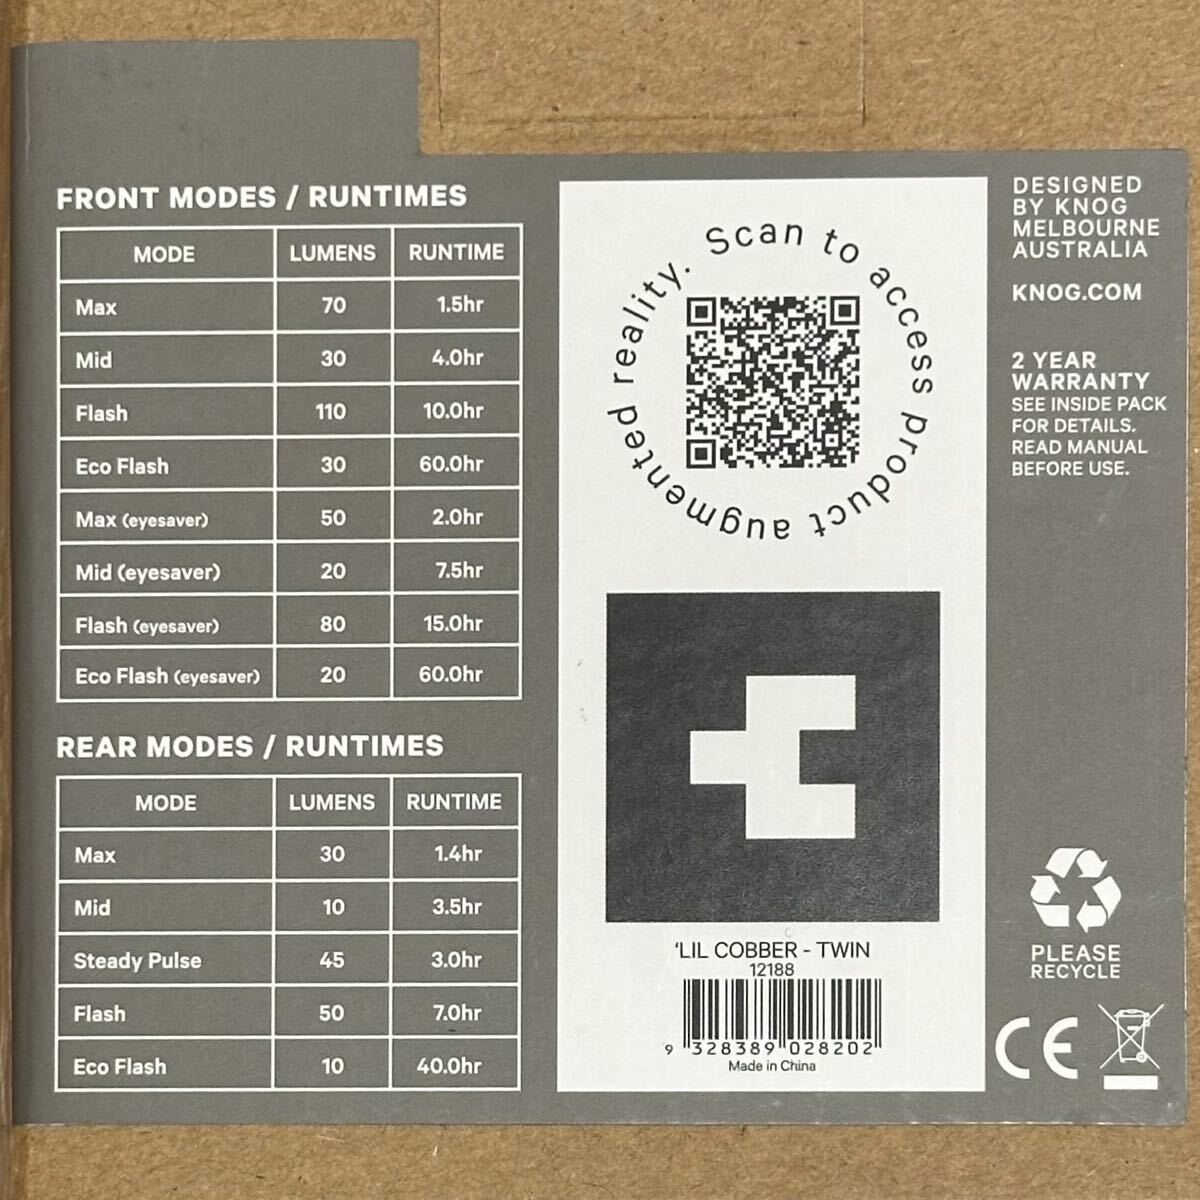 FRONT MODES / RUNTIMES
MODE LUMENS RUNTIME
Max 70 1.5hr
Mid 30 4.0hr
Flash 110 10.0hr
Eco Flash 30 60.0hr
Max (eyesaver) 50 2.0hr
Mid (eyesaver) 20 7.5hr
Flash (eyesaver) 80 15.0hr
Eco Flash (eyesaver) 20 60.0hr
REAR MODES / RUNTIMES
MODE LUMENS RUNTIME
Max 30 1.4hr
Mid 10 3.5hr
Steady Pulse 45 3.0hr
Flash 50 7.0hr
Eco Flash 10 40.0hr
Scan to access product augmented reality.
‘LIL COBBER - TWIN
12188
9 328389 028202
Made in China
DESIGNED
BY KNOG
MELBOURNE
AUSTRALIA
KNOG.COM
2 YEAR
WARRANTY
SEE INSIDE PACK
FOR DETAILS.
READ MANUAL
BEFORE USE.
PLEASE
RECYCLE
CE